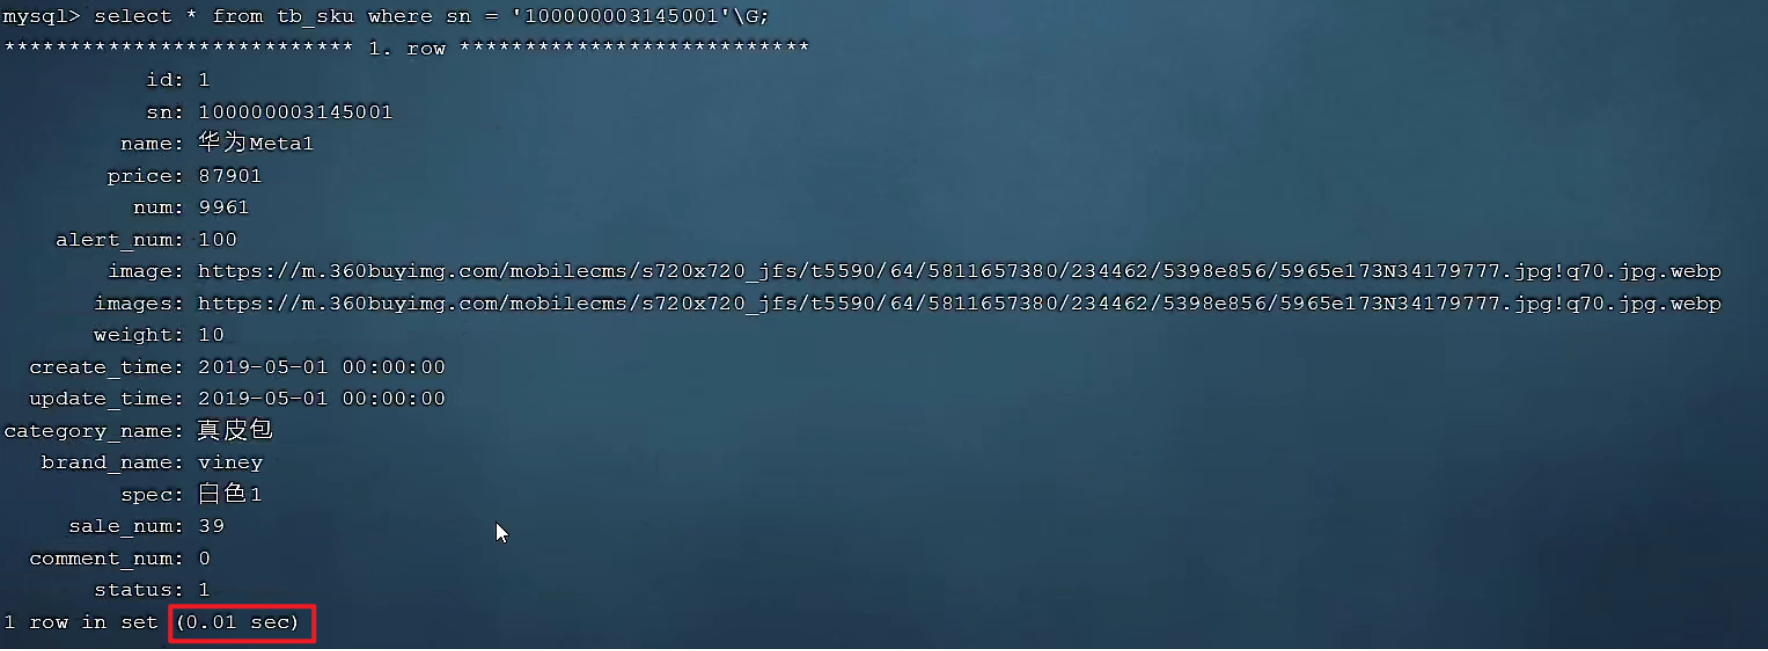 mysql> select * from tb_sku where sn = '100000003145001'\G;
*************************** 1. row ***************************
id: 1
sn: 100000003145001
name: 华为Meta1
price: 87901
num: 9961
alert_num: 100
image: https://m.360buyimg.com/mobilecms/s720x720_jfs/t5590/64/5811657380/234462/5398e856/5965e173N34179777.jpg!q70.jpg.webp
images: https://m.360buyimg.com/mobilecms/s720x720_jfs/t5590/64/5811657380/234462/5398e856/5965e173N34179777.jpg!q70.jpg.webp
weight: 10
create_time: 2019-05-01 00:00:00
update_time: 2019-05-01 00:00:00
category_name: 真皮包
brand_name: viney
spec: 白色1
sale_num: 39
comment_num: 0
status: 1
1 row in set (0.01 sec)